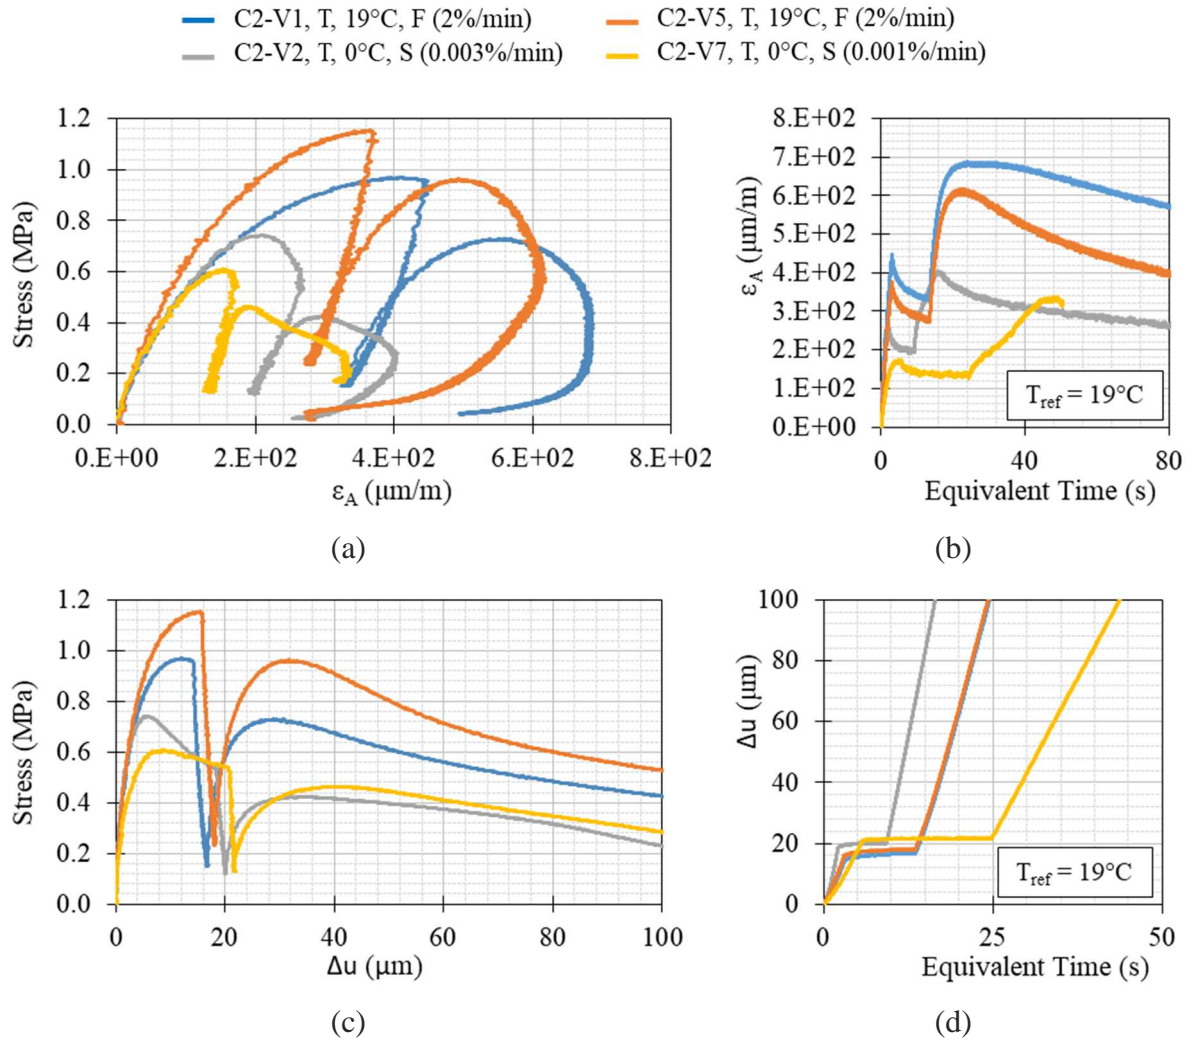 C2-V1, T, 19°C, F (2%/min)
C2-V5, T, 19°C, F (2%/min)
C2-V2, T, 0°C, S (0.003%/min)
C2-V7, T, 0°C, S (0.001%/min)
1.2
1.0
0.8
0.6
0.4
0.2
0.0
Stress (MPa)
0.E+00
2.E+02
4.E+02
6.E+02
8.E+02
εA (μm/m)
(a)
8.E+02
7.E+02
6.E+02
5.E+02
4.E+02
3.E+02
2.E+02
1.E+02
0.E+00
εA (μm/m)
Tref = 19°C
0
40
80
Equivalent Time (s)
(b)
1.2
1.0
0.8
0.6
0.4
0.2
0.0
Stress (MPa)
0
20
40
60
80
100
Δu (μm)
(c)
100
80
60
40
20
0
Δu (μm)
Tref = 19°C
0
25
50
Equivalent Time (s)
(d)